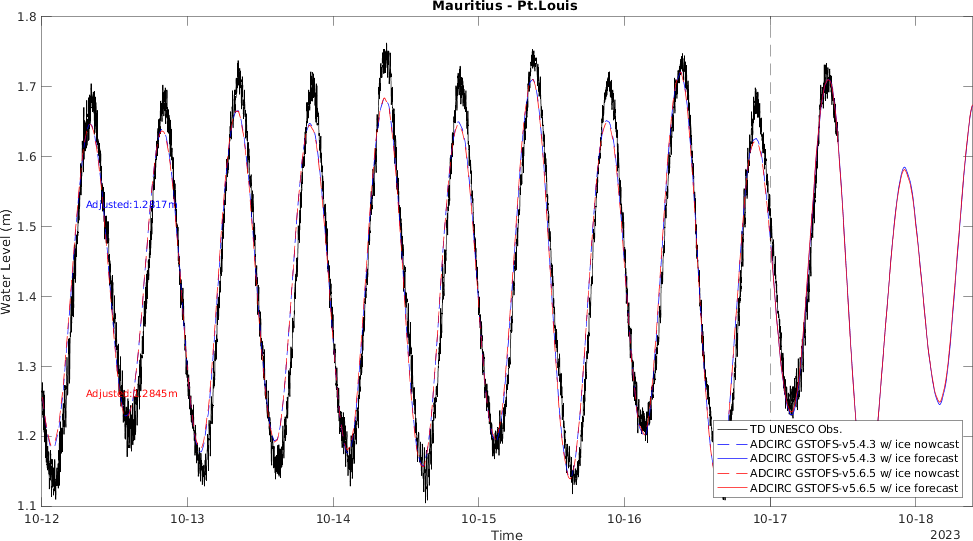 Mauritius - Pt.Louis
1.8
1.7
1.6
1.5
1.4
1.3
1.2
1.1
Water Level (m)
Adjusted:1.2817m
Adjusted:1.2845m
TD UNESCO Obs.
ADCIRC GSTOFS-v5.4.3 w/ ice nowcast
ADCIRC GSTOFS-v5.4.3 w/ ice forecast
ADCIRC GSTOFS-v5.6.5 w/ ice nowcast
ADCIRC GSTOFS-v5.6.5 w/ ice forecast
10-12 10-13 10-14 10-15 10-16 10-17 10-18
Time
2023